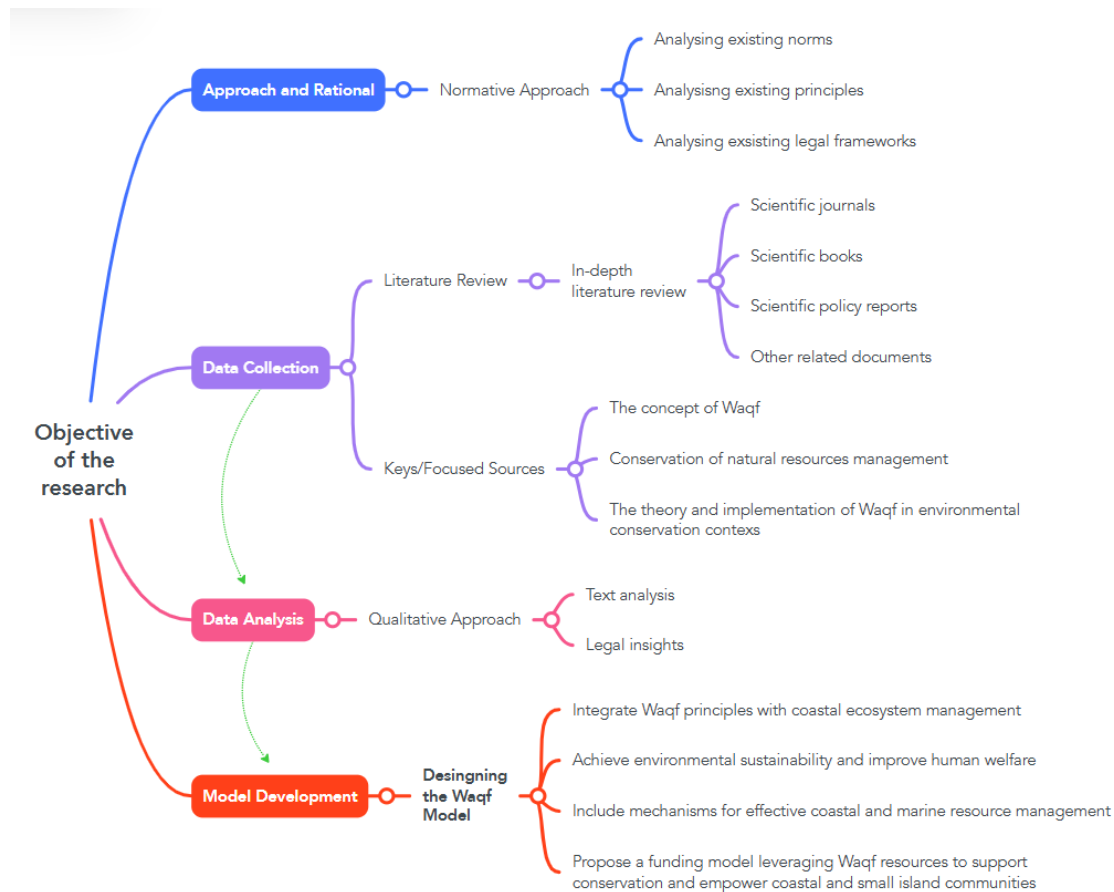 Objective
of the
research
Approach and Rational
Normative Approach
Analysing existing norms
Analysisng existing principles
Analysing exsisting legal frameworks
Data Collection
Literature Review
In-depth
literature review
Scientific journals
Scientific books
Scientific policy reports
Other related documents
Keys/Focused Sources
The concept of Waqf
Conservation of natural resources management
The theory and implementation of Waqf in environmental
conservation contexs
Data Analysis
Qualitative Approach
Text analysis
Legal insights
Model Development
Desingning
the Waqf
Model
Integrate Waqf principles with coastal ecosystem management
Achieve environmental sustainability and improve human welfare
Include mechanisms for effective coastal and marine resource management
Propose a funding model leveraging Waqf resources to support
conservation and empower coastal and small island communities